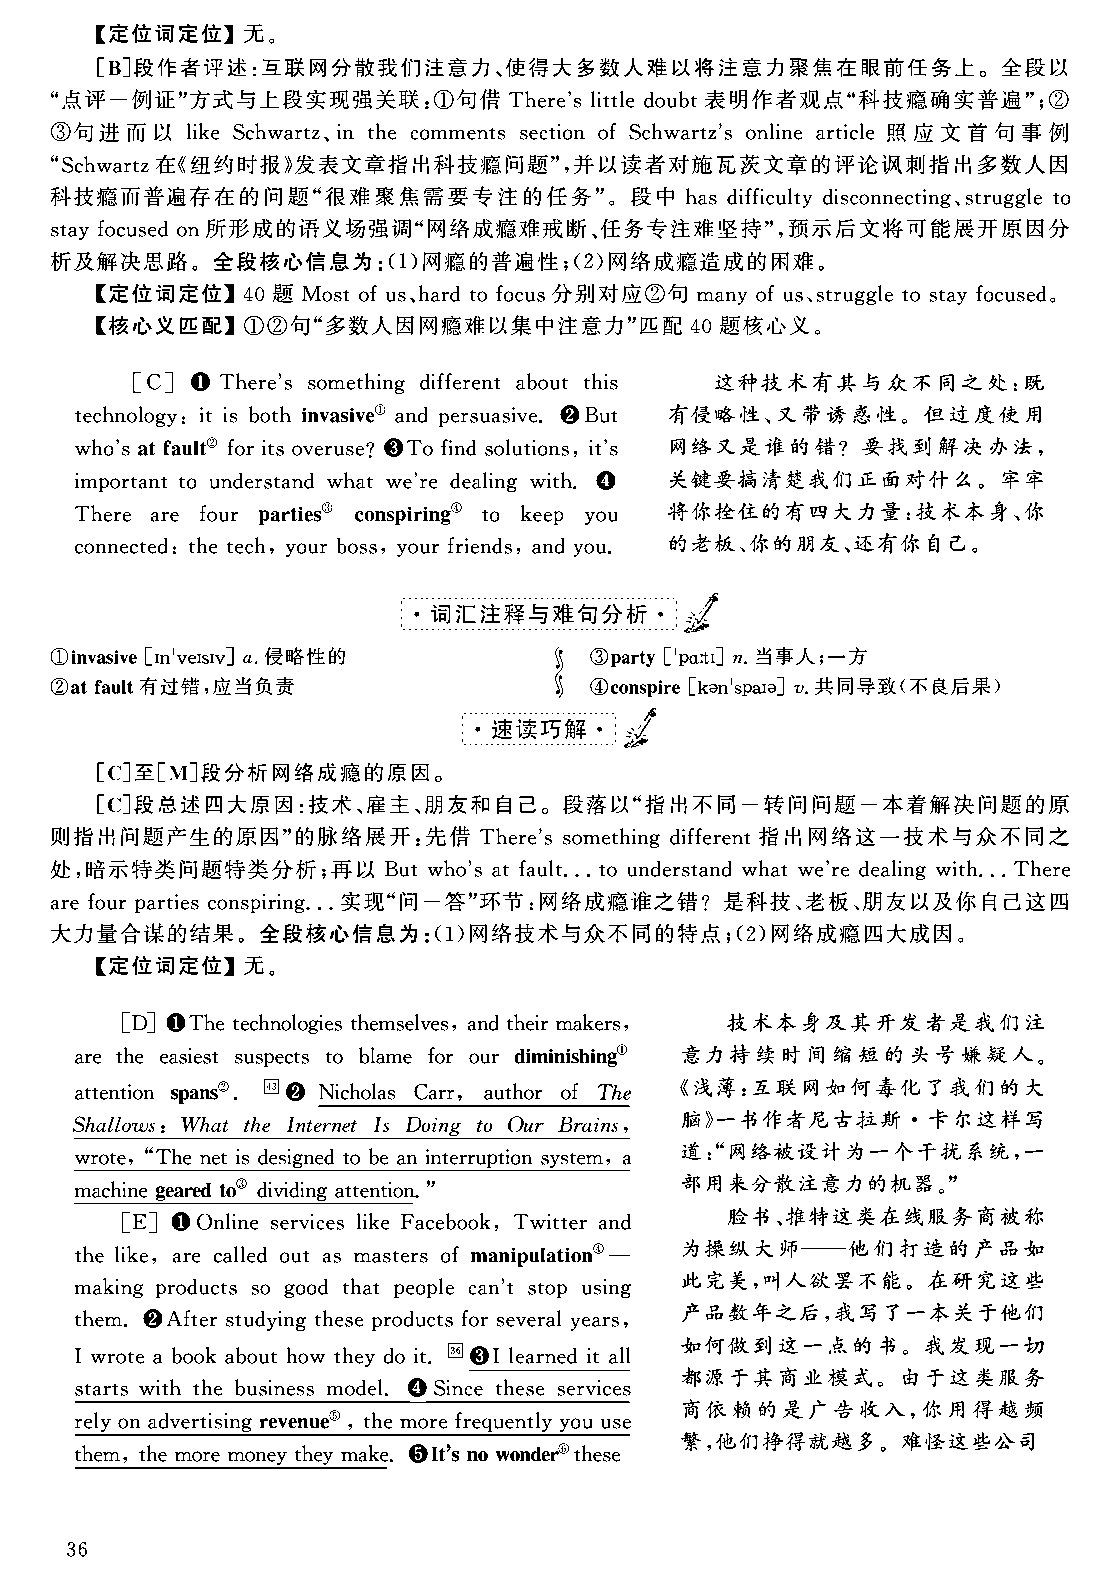 【定位词定位】无。
[B]段作者评述:互联网分散我们注意力、使得大多数人难以将注意力聚焦在眼前任务上。全段以
“点评—例证”方式与上段实现强关联:①句借 There's little doubt 表明作者观点“科技瘾确实普遍”;②
③句进而以 like Schwartz、in the comments section of Schwartz's online article 照应文首句事例
“Schwartz 在《纽约时报》发表文章指出科技瘾问题”,并以读者对施瓦茨文章的评论讽刺指出多数人因
科技瘾而普遍存在的问题“很难聚焦需要专注的任务”。段中 has difficulty disconnecting、struggle to
stay focused on 所形成的语义场强调“网络成瘾难戒断、任务专注难坚持”,预示后文将可能展开原因分
析及解决思路。全段核心信息为:(1)网瘾的普遍性;(2)网络成瘾造成的困难。
【定位词定位】40 题 Most of us、hard to focus 分别对应②句 many of us、struggle to stay focused。
【核心义匹配】①②句“多数人因网瘾难以集中注意力”匹配 40 题核心义。
[C] ❶ There's something different about this
technology: it is both invasive① and persuasive. ❷But
who's at fault② for its overuse? ❸To find solutions, it's
important to understand what we're dealing with. ❹
There are four parties③ conspiring④ to keep you
connected: the tech, your boss, your friends, and you.
这种技术有其与众不同之处:既
有侵略性、又带诱惑性。但过度使用
网络又是谁的错?要找到解决办法,
关键要搞清楚我们正面对什么。牢牢
将你拴住的有四大力量:技术本身、你
的老板、你的朋友、还有你自己。
·词汇注释与难句分析·
①invasive [ɪnˈveɪsɪv] a. 侵略性的
②at fault 有过错,应当负责
③party [ˈpɑːtɪ] n. 当事人;一方
④conspire [kənˈspaɪə] v. 共同导致(不良后果)
·速读巧解·
[C]至[M]段分析网络成瘾的原因。
[C]段总述四大原因:技术、雇主、朋友和自己。段落以“指出不同—转问问题—本着解决问题的原
则指出问题产生的原因”的脉络展开:先借 There's something different 指出网络这一技术与众不同之
处,暗示特类问题特类分析;再以 But who's at fault... to understand what we're dealing with... There
are four parties conspiring... 实现“问—答”环节:网络成瘾谁之错?是科技、老板、朋友以及你自己这四
大力量合谋的结果。全段核心信息为:(1)网络技术与众不同的特点;(2)网络成瘾四大成因。
【定位词定位】无。
[D] ❶The technologies themselves, and their makers,
are the easiest suspects to blame for our diminishing①
attention spans②. 43 ❷ Nicholas Carr, author of The
Shallows: What the Internet Is Doing to Our Brains,
wrote, “The net is designed to be an interruption system, a
machine geared to③ dividing attention.”
[E] ❶Online services like Facebook, Twitter and
the like, are called out as masters of manipulation④—
making products so good that people can't stop using
them. ❷After studying these products for several years,
I wrote a book about how they do it. 36 ❸I learned it all
starts with the business model. ❹Since these services
rely on advertising revenue⑤, the more frequently you use
them, the more money they make. ❺It's no wonder⑥ these
技术本身及其开发者是我们注
意力持续时间缩短的头号嫌疑人。
《浅薄:互联网如何毒化了我们的大
脑》一书作者尼古拉斯·卡尔这样写
道:“网络被设计为一个干扰系统,一
部用来分散注意力的机器。”
脸书、推特这类在线服务商被称
为操纵大师——他们打造的产品如
此完美,叫人欲罢不能。在研究这些
产品数年之后,我写了一本关于他们
如何做到这一点的书。我发现一切
都源于其商业模式。由于这类服务
商依赖的是广告收入,你用得越频
繁,他们挣得就越多。难怪这些公司
36